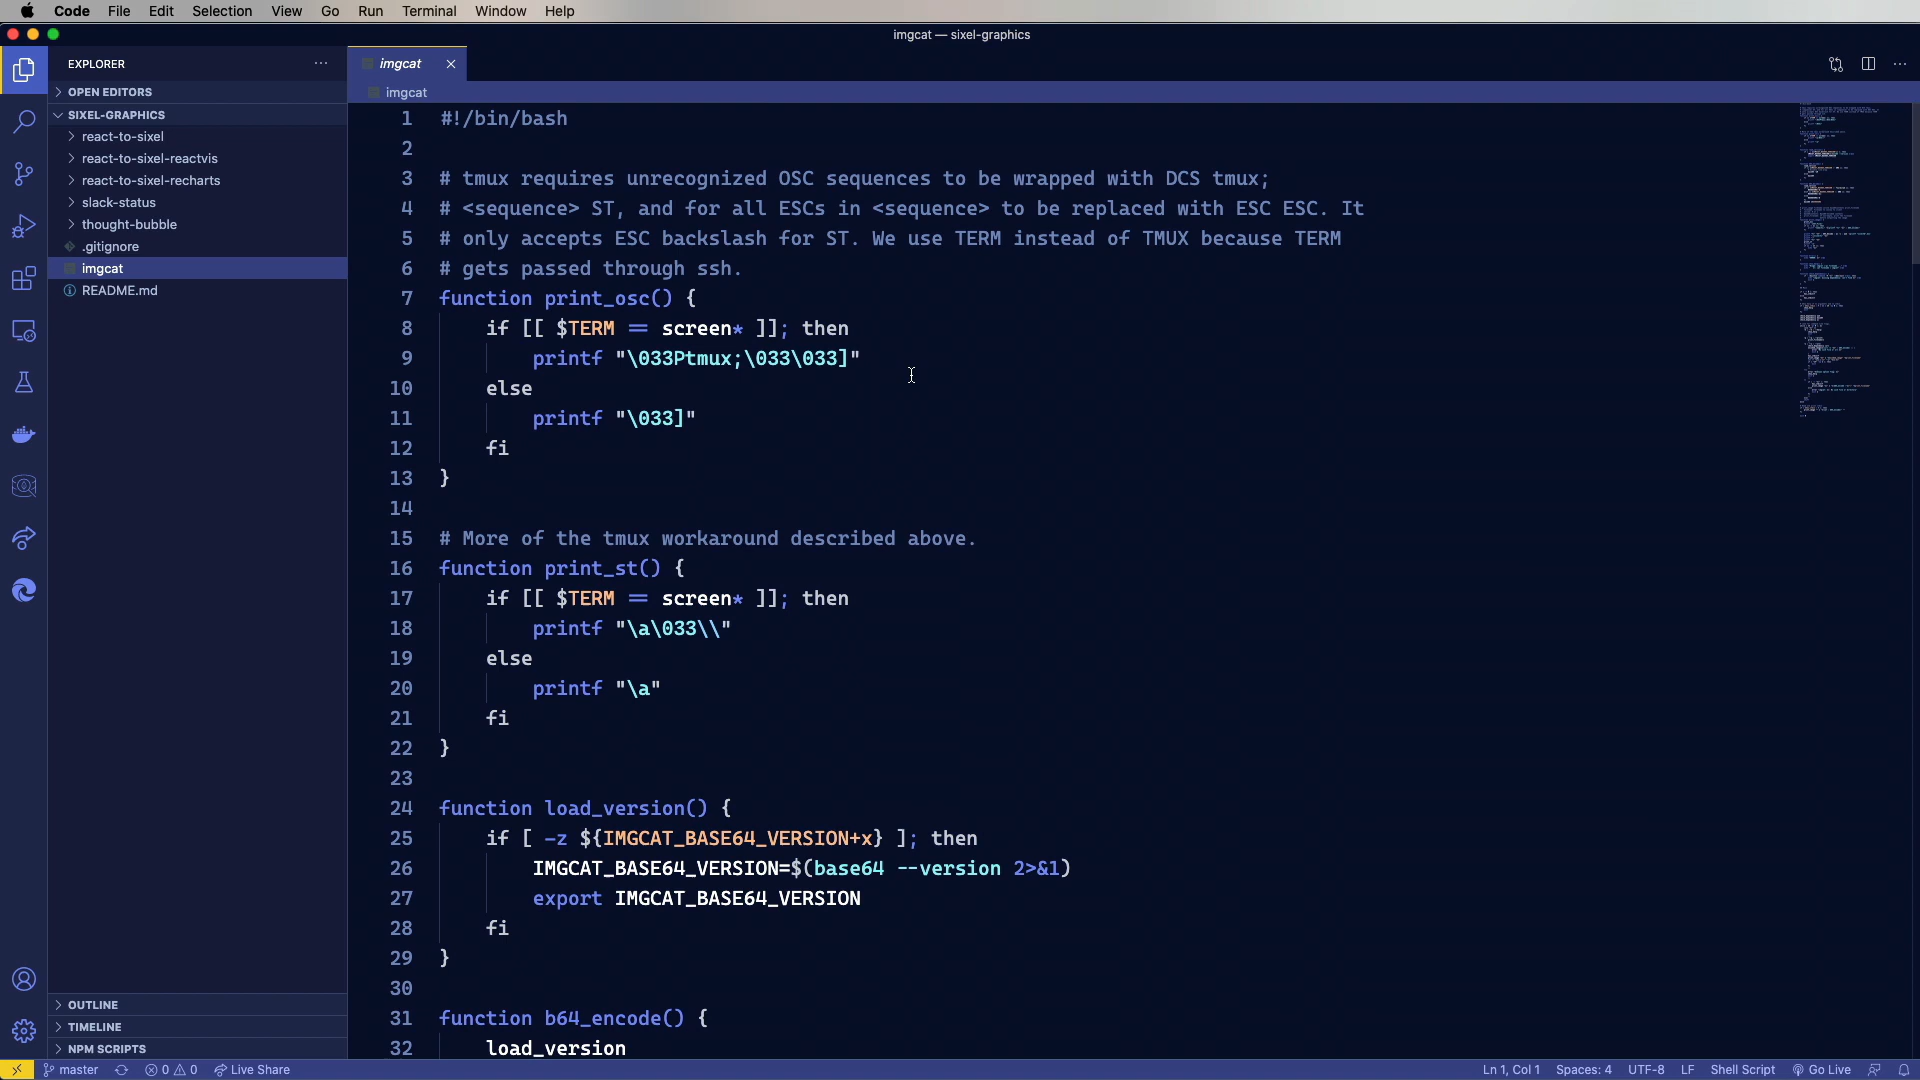 Code File Edit Selection View Go Run Terminal Window Help
imgcat — sixel-graphics
EXPLORER
OPEN EDITORS
SIXEL-GRAPHICS
react-to-sixel
react-to-sixel-reactvis
react-to-sixel-recharts
slack-status
thought-bubble
.gitignore
imgcat
README.md
OUTLINE
TIMELINE
NPM SCRIPTS
imgcat
imgcat
1 #!/bin/bash
2
3 # tmux requires unrecognized OSC sequences to be wrapped with DCS tmux;
4 # <sequence> ST, and for all ESCs in <sequence> to be replaced with ESC ESC. It
5 # only accepts ESC backslash for ST. We use TERM instead of TMUX because TERM
6 # gets passed through ssh.
7 function print_osc() {
8     if [[ $TERM == screen* ]]; then
9         printf "\033Ptmux;\033\033]"
10     else
11         printf "\033]"
12     fi
13 }
14
15 # More of the tmux workaround described above.
16 function print_st() {
17     if [[ $TERM == screen* ]]; then
18         printf "\a\033\\"
19     else
20         printf "\a"
21     fi
22 }
23
24 function load_version() {
25     if [ -z ${IMGCAT_BASE64_VERSION+x} ]; then
26         IMGCAT_BASE64_VERSION=$(base64 --version 2>&1)
27         export IMGCAT_BASE64_VERSION
28     fi
29 }
30
31 function b64_encode() {
32     load_version
master 0 0 Live Share Ln 1, Col 1 Spaces: 4 UTF-8 LF Shell Script Go Live